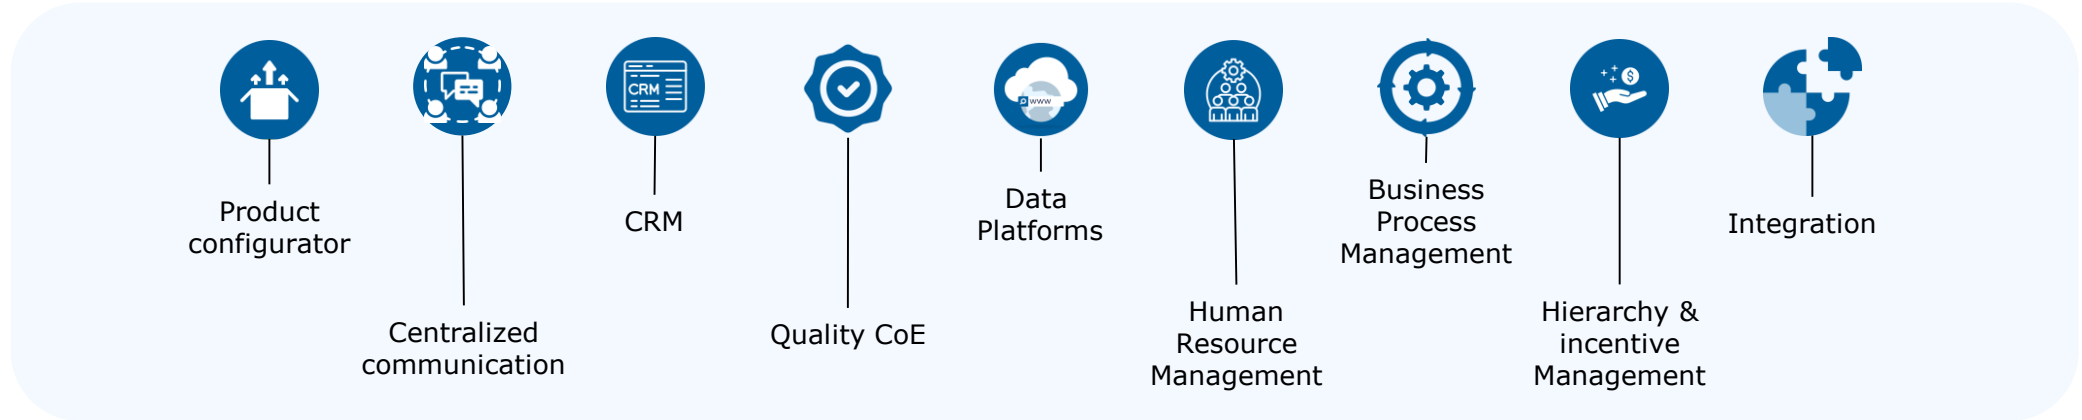 CRM
www
$
Product
configurator
Centralized
communication
CRM
Quality CoE
Data
Platforms
Human
Resource
Management
Business
Process
Management
Hierarchy &
incentive
Management
Integration